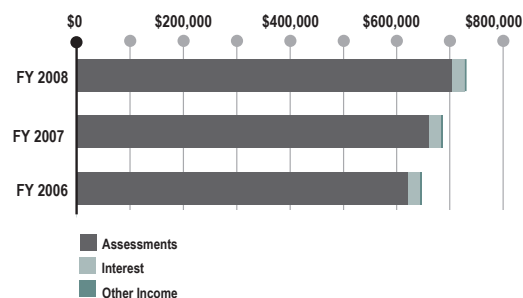 $0 $200,000 $400,000 $600,000 $800,000
FY 2008
FY 2007
FY 2006
Assessments
Interest
Other Income